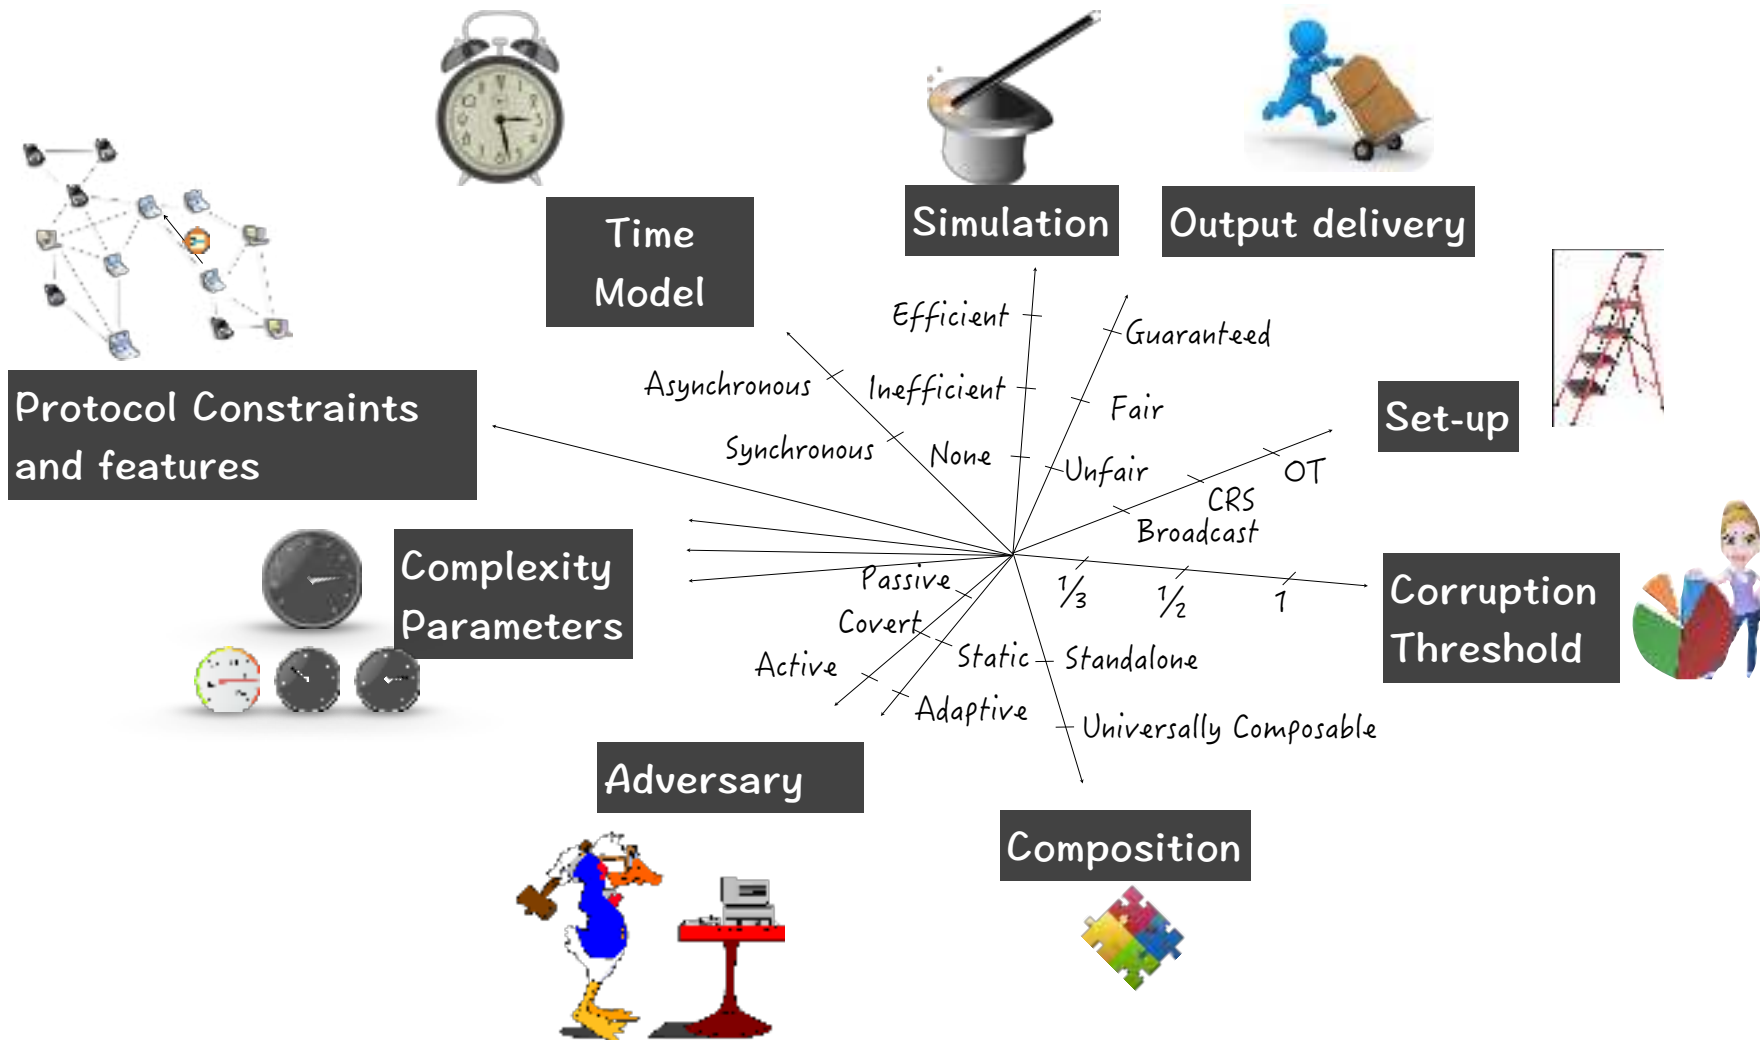 Time
Model
Simulation
Output delivery
Efficient
Guaranteed
Asynchronous
Inefficient
Fair
Set-up
Protocol Constraints
and features
Synchronous
None
Unfair
OT
CRS
Broadcast
Complexity
Parameters
Passive
1/3
1/2
1
Corruption
Threshold
Covert
Active
Static
Standalone
Adaptive
Universally Composable
Adversary
Composition